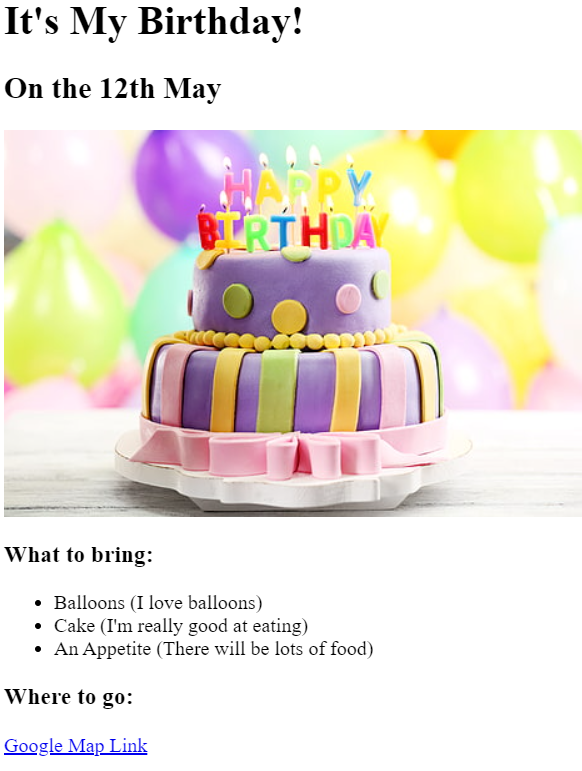 It's My Birthday!
On the 12th May
HAPPY
BIRTHDAY
What to bring:
Balloons (I love balloons)
Cake (I'm really good at eating)
An Appetite (There will be lots of food)
Where to go:
Google Map Link